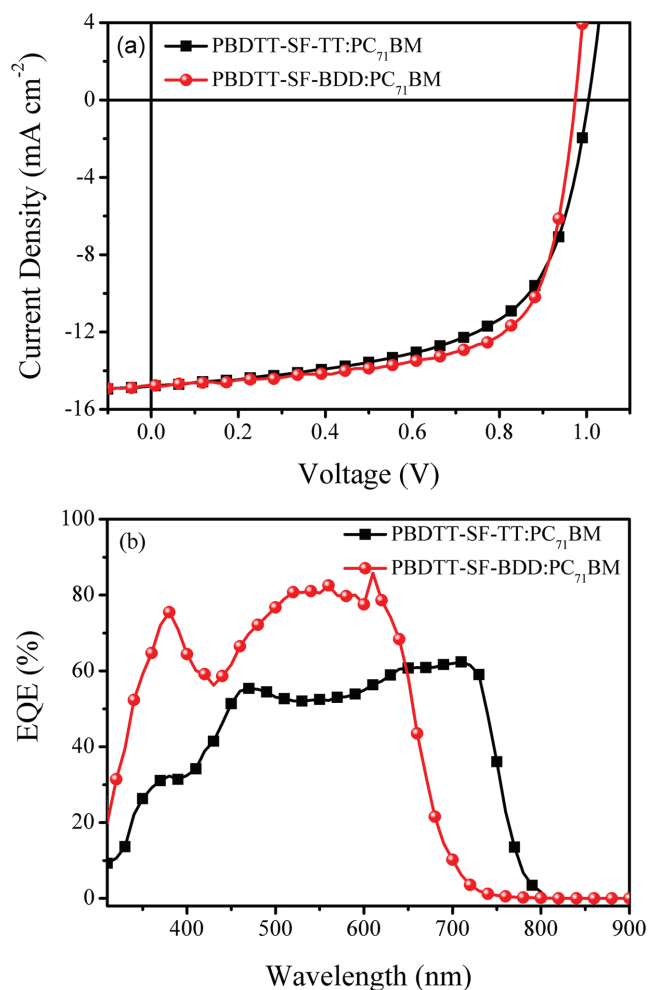 (a)
PBDTT-SF-TT:PC₇₁BM
PBDTT-SF-BDD:PC₇₁BM
4
0
-4
-8
-12
-16
Current Density (mA cm⁻²)
0.0 0.2 0.4 0.6 0.8 1.0
Voltage (V)
(b)
PBDTT-SF-TT:PC₇₁BM
PBDTT-SF-BDD:PC₇₁BM
100
80
60
40
20
0
EQE (%)
400 500 600 700 800 900
Wavelength (nm)